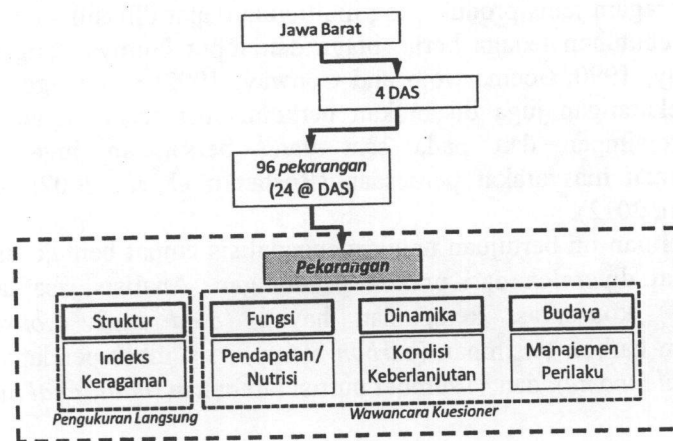 Jawa Barat
4 DAS
96 pekarangan
(24 @ DAS)
Pekarangan
Struktur
Indeks
Keragaman
Fungsi
Pendapatan /
Nutrisi
Dinamika
Kondisi
Keberlanjutan
Budaya
Manajemen
Perilaku
Pengukuran Langsung
Wawancara Kuesioner